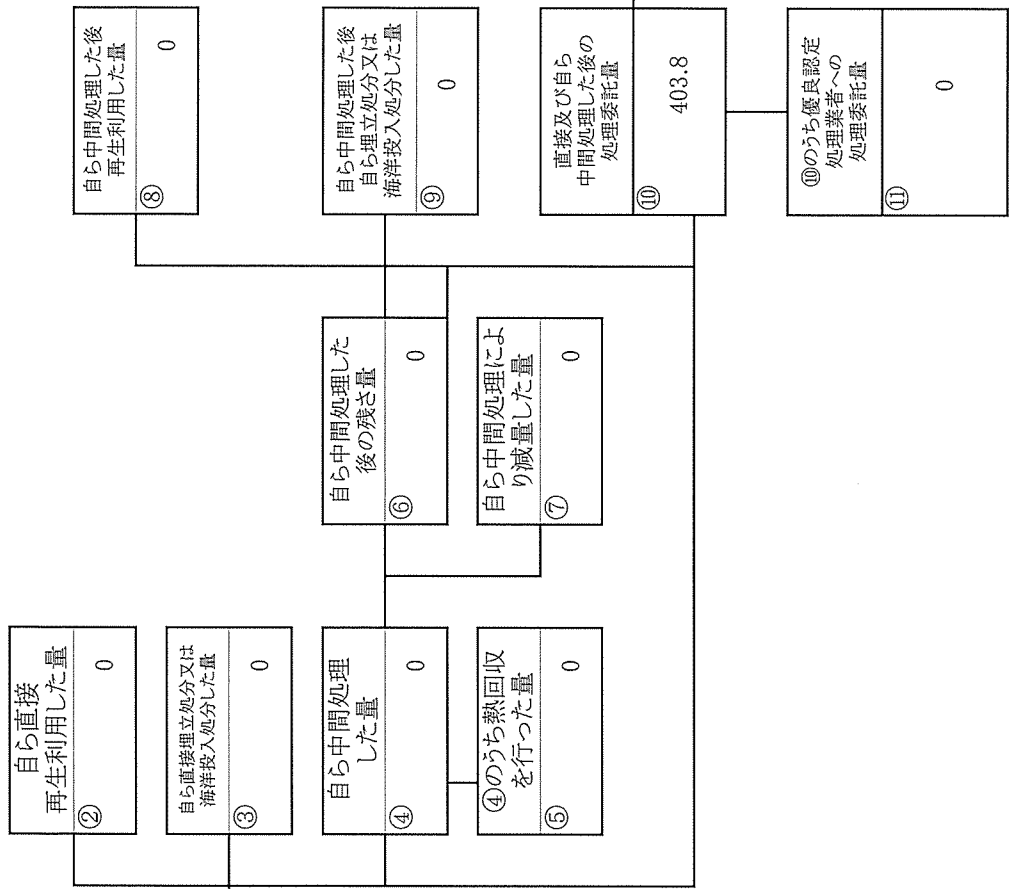 自ら直接
再生利用した量
②
0
自ら直接埋立処分又は
海洋投入処分した量
③
0
自ら中間処理
した量
④
0
④のうち熱回収
を行った量
⑤
0
自ら中間処理した
後の残さ量
⑥
0
自ら中間処理によ
り減量した量
⑦
0
自ら中間処理した後
再生利用した量
⑧
0
自ら中間処理した後
自ら埋立処分又は
海洋投入処分した量
⑨
0
直接及び自ら
中間処理した後の
処理委託量
⑩
403.8
⑩のうち優良認定
処理業者への
処理委託量
⑪
0